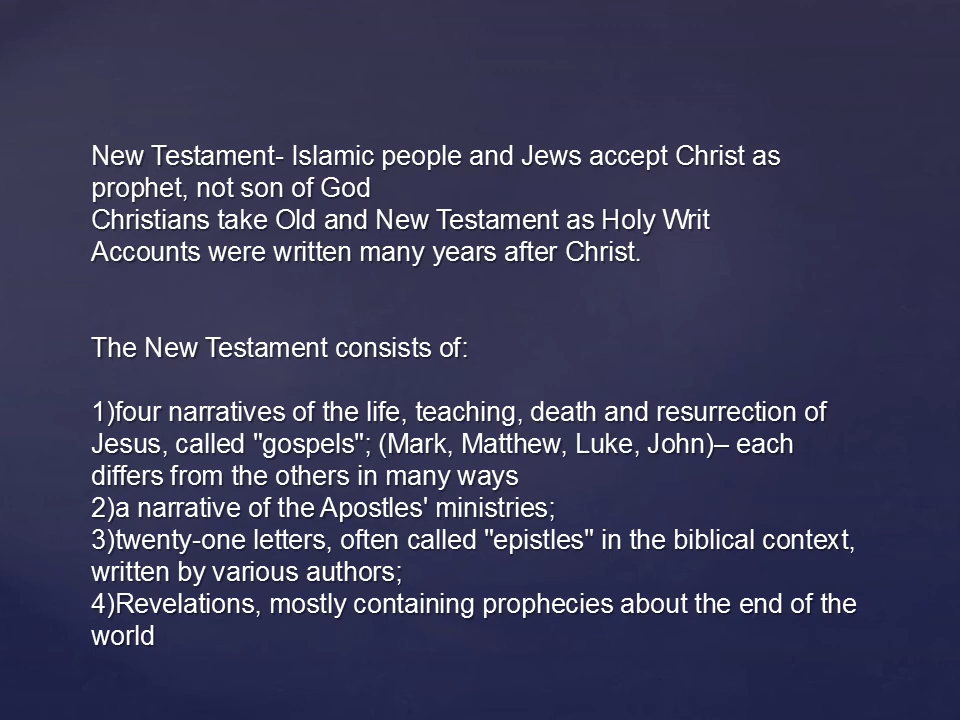 New Testament- Islamic people and Jews accept Christ as
prophet, not son of God
Christians take Old and New Testament as Holy Writ
Accounts were written many years after Christ.
The New Testament consists of:
1)four narratives of the life, teaching, death and resurrection of
Jesus, called "gospels"; (Mark, Matthew, Luke, John)– each
differs from the others in many ways
2)a narrative of the Apostles' ministries;
3)twenty-one letters, often called "epistles" in the biblical context,
written by various authors;
4)Revelations, mostly containing prophecies about the end of the
world